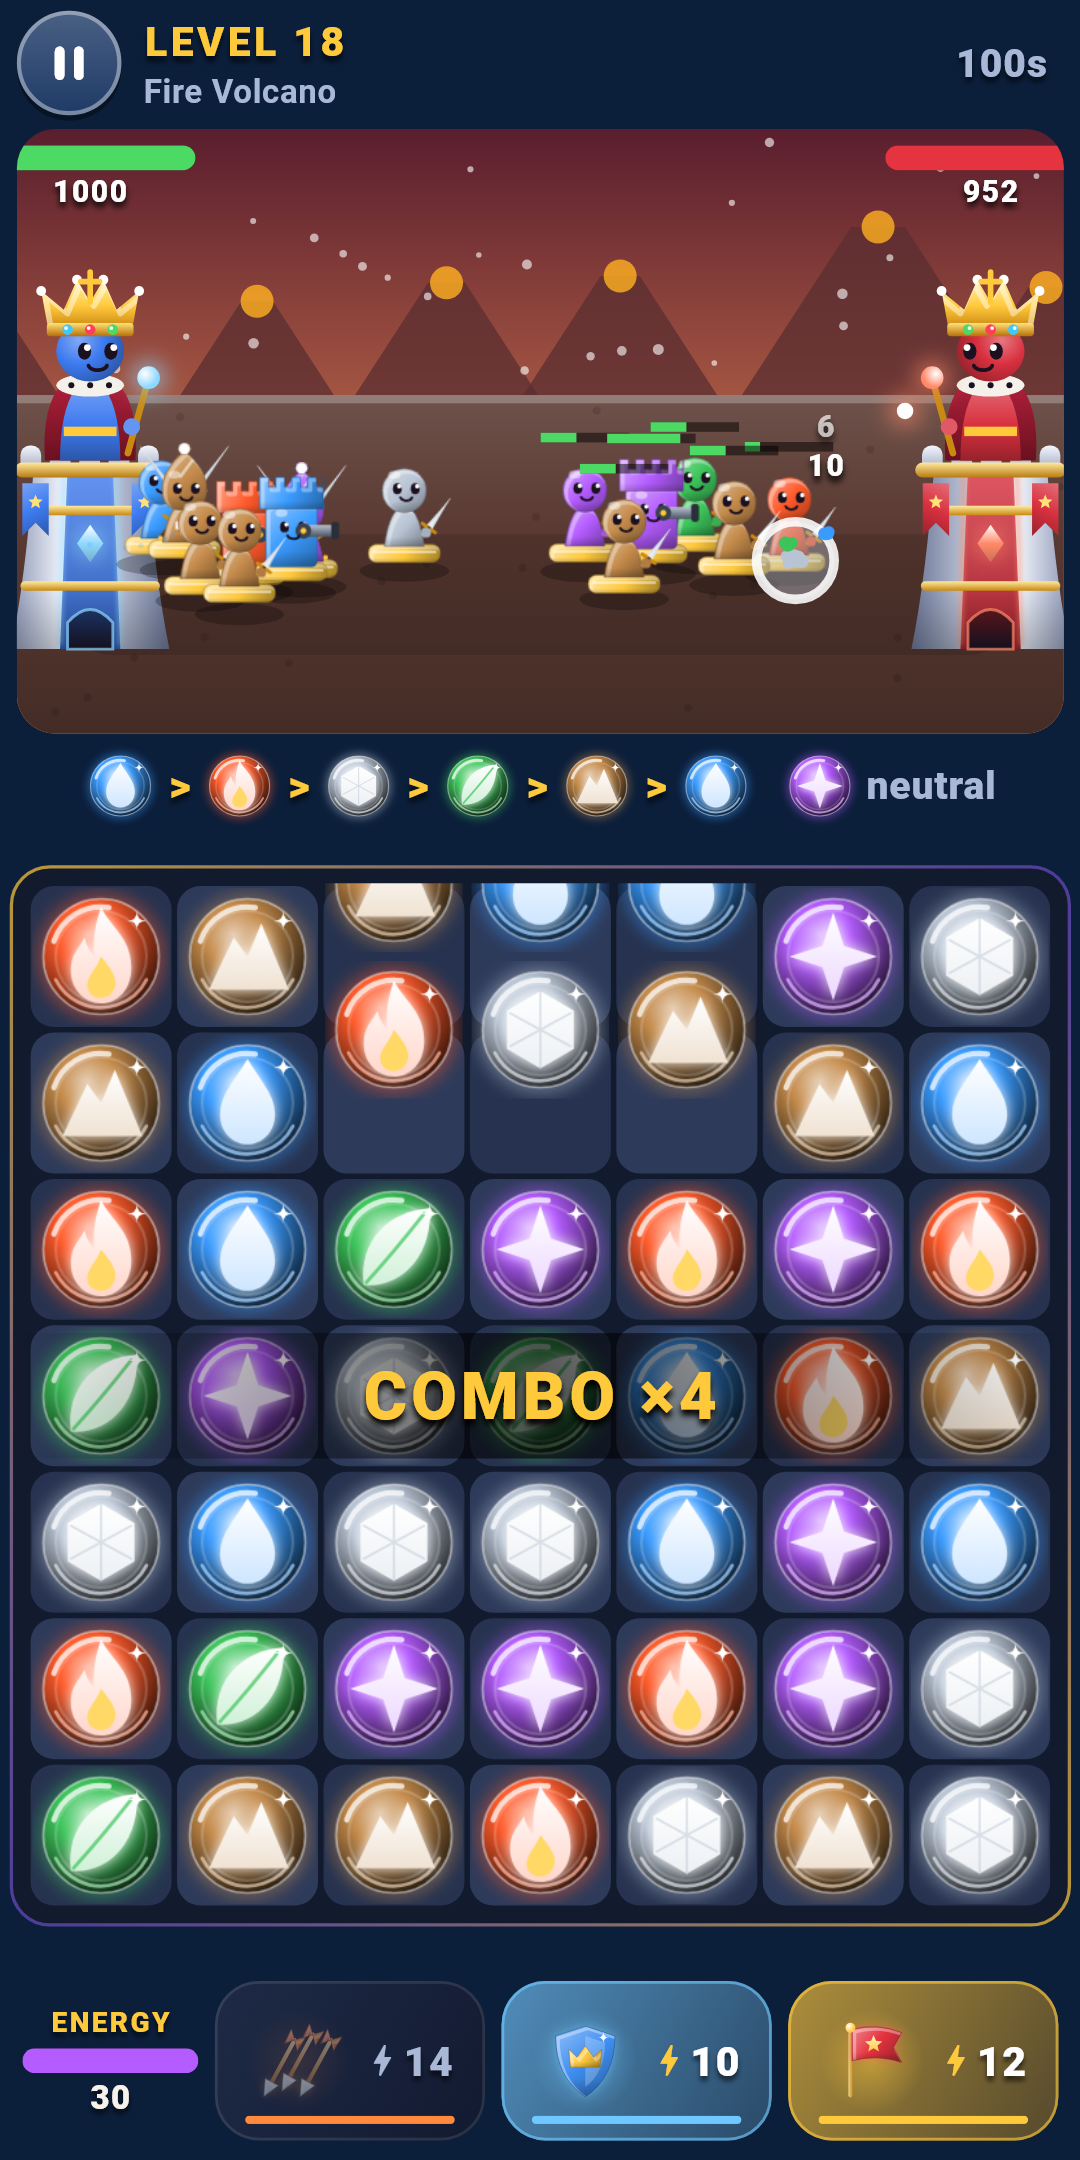 LEVEL 18
Fire Volcano
100s
1000
952
6
10
> > > > > neutral
COMBO ×4
ENERGY
30
14
10
12